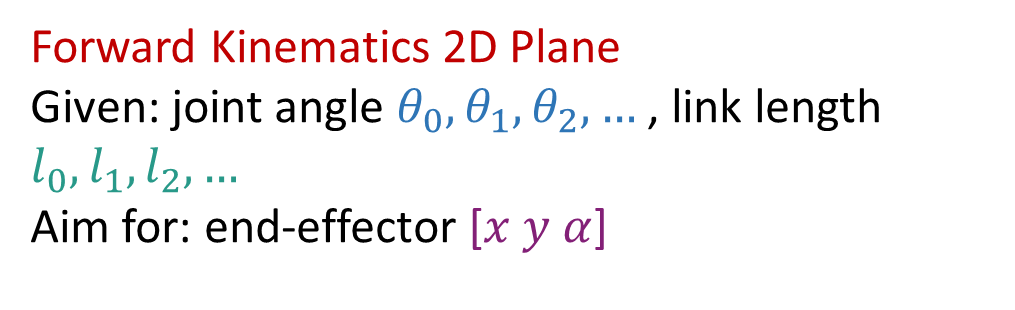 Forward Kinematics 2D Plane
Given: joint angle θ₀, θ₁, θ₂, … , link length
l₀, l₁, l₂, …
Aim for: end-effector [x y α]